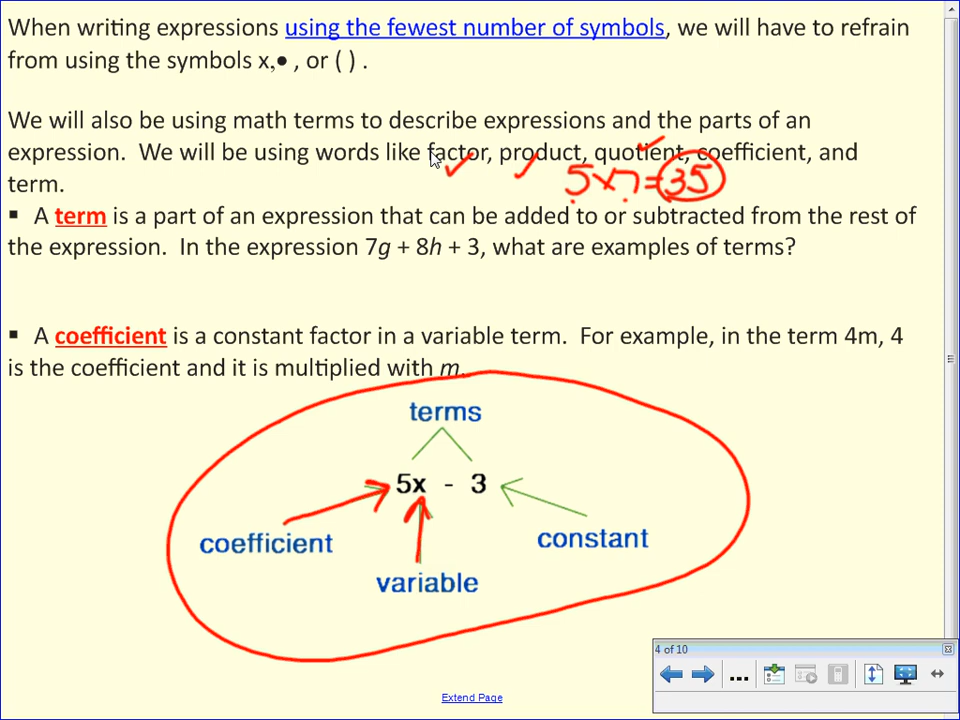 When writing expressions using the fewest number of symbols, we will have to refrain
from using the symbols x,• , or ( ) .
We will also be using math terms to describe expressions and the parts of an
expression. We will be using words like factor, product, quotient, coefficient, and
term.
5x7=35
▪ A term is a part of an expression that can be added to or subtracted from the rest of
the expression. In the expression 7g + 8h + 3, what are examples of terms?
▪ A coefficient is a constant factor in a variable term. For example, in the term 4m, 4
is the coefficient and it is multiplied with m.
terms
5x - 3
coefficient
constant
variable
4 of 10
Extend Page